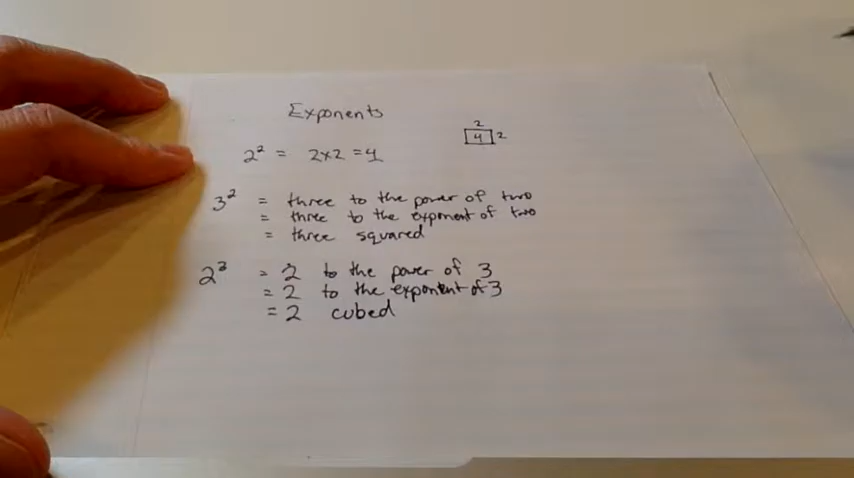 Exponents
2
4 2
2² = 2x2 = 4
3² = three to the power of two
= three to the exponent of two
= three squared
2³ = 2 to the power of 3
= 2 to the exponent of 3
= 2 cubed